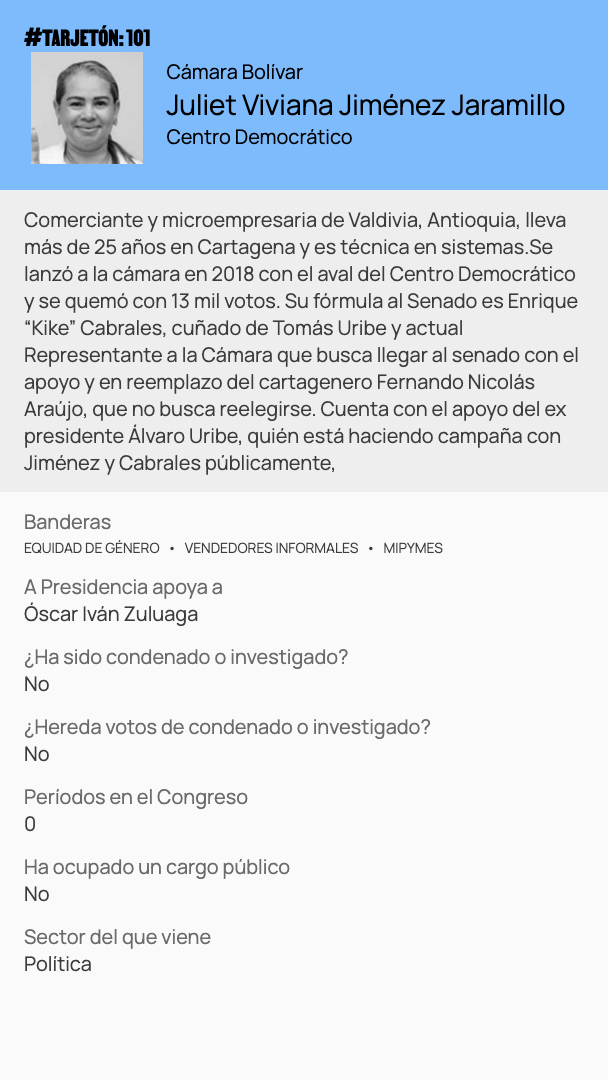 #TARJETÓN: 101
Cámara Bolívar
Juliet Viviana Jiménez Jaramillo
Centro Democrático
Comerciante y microempresaria de Valdivia, Antioquia, lleva
más de 25 años en Cartagena y es técnica en sistemas.Se
lanzó a la cámara en 2018 con el aval del Centro Democrático
y se quemó con 13 mil votos. Su fórmula al Senado es Enrique
“Kike” Cabrales, cuñado de Tomás Uribe y actual
Representante a la Cámara que busca llegar al senado con el
apoyo y en reemplazo del cartagenero Fernando Nicolás
Araújo, que no busca reelegirse. Cuenta con el apoyo del ex
presidente Álvaro Uribe, quién está haciendo campaña con
Jiménez y Cabrales públicamente,
Banderas
EQUIDAD DE GÉNERO • VENDEDORES INFORMALES • MIPYMES
A Presidencia apoya a
Óscar Iván Zuluaga
¿Ha sido condenado o investigado?
No
¿Hereda votos de condenado o investigado?
No
Períodos en el Congreso
0
Ha ocupado un cargo público
No
Sector del que viene
Política